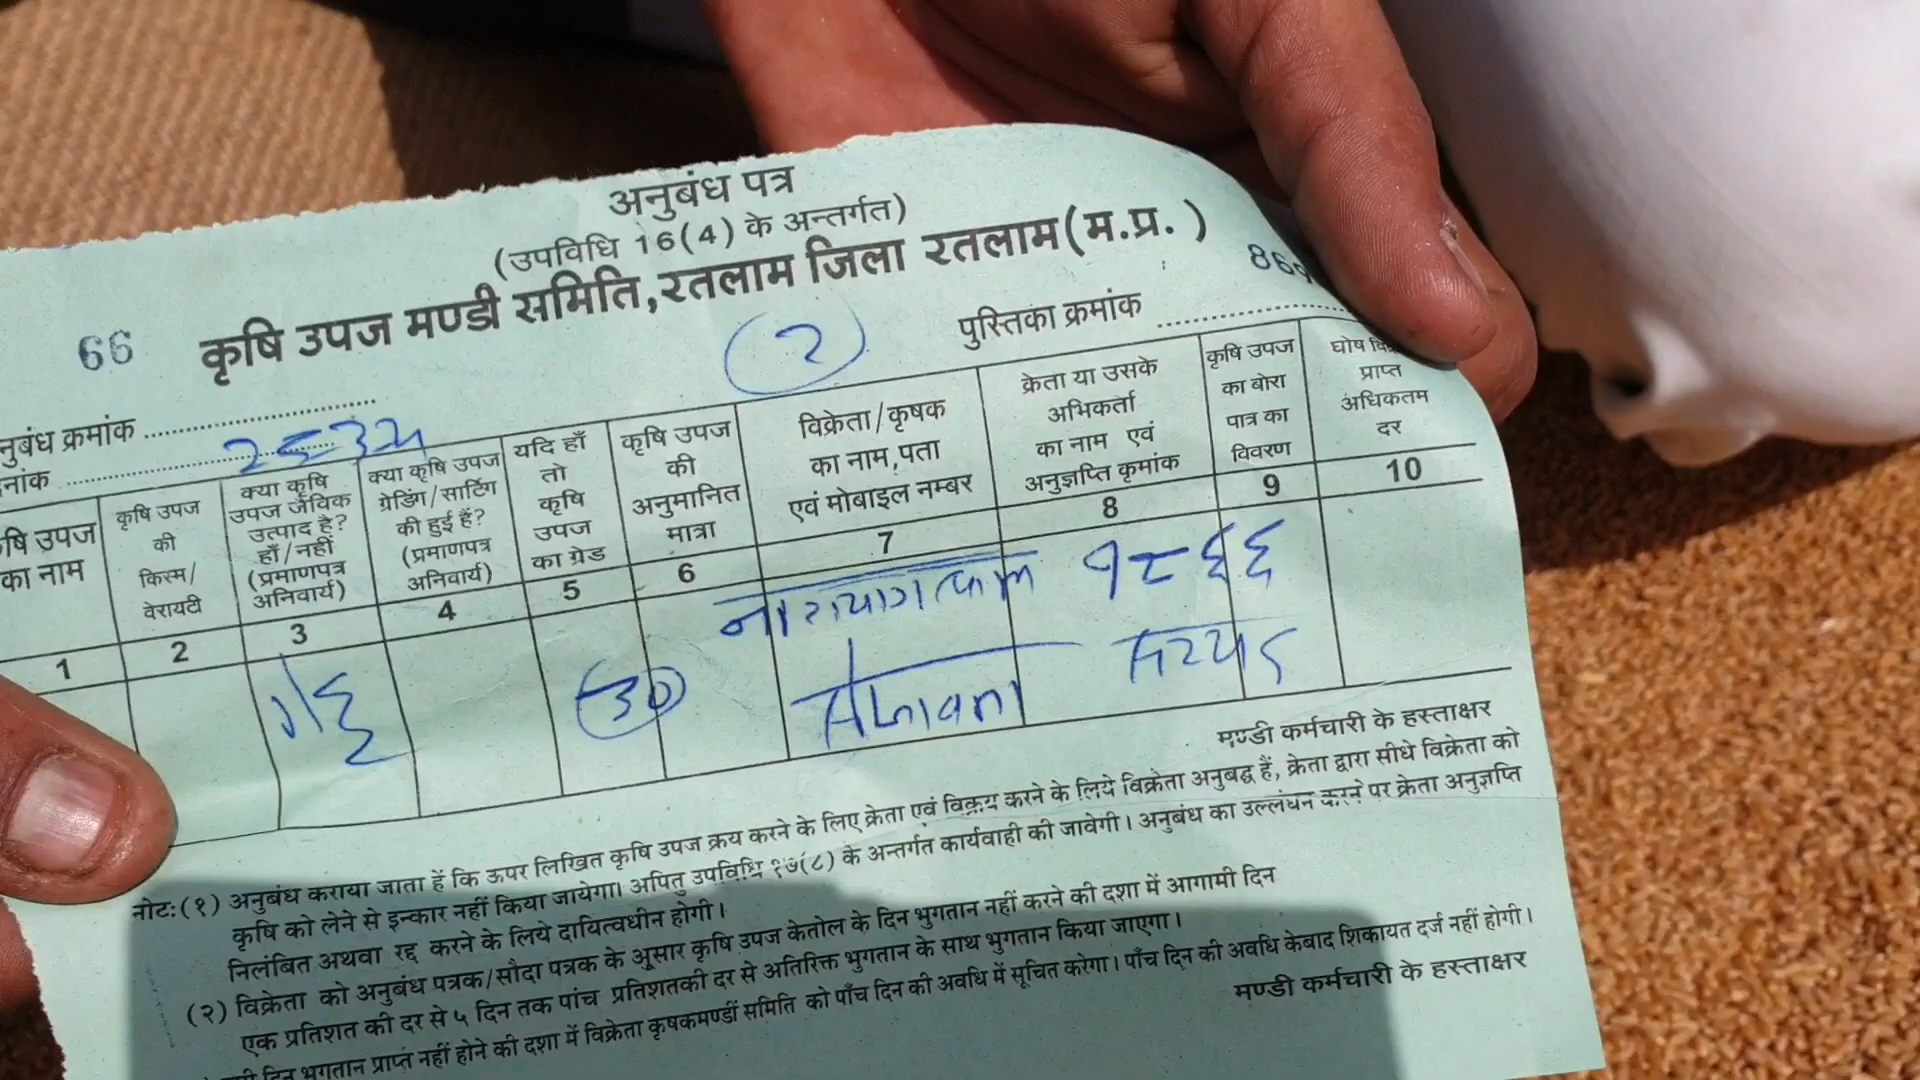 अनुबंध पत्र
(उपविधि 16(4) के अन्तर्गत)
कृषि उपज मण्डी समिति,रतलाम जिला रतलाम(म.प्र. )
66
2
पुस्तिका क्रमांक ....................
नुबंध क्रमांक ....................
नांक ....................
षि उपज का नाम
कृषि उपज की किस्म/ वेरायटी
क्या कृषि उपज जैविक उत्पाद है? हाँ/नहीं (प्रमाणपत्र अनिवार्य)
क्या कृषि उपज ग्रेडिंग/सार्टिग की हुई हैं? (प्रमाणपत्र अनिवार्य)
यदि हाँ तो कृषि उपज का ग्रेड
कृषि उपज की अनुमानित मात्रा
विक्रेता/कृषक का नाम,पता एवं मोबाइल नम्बर
क्रेता या उसके अभिकर्ता का नाम एवं अनुज्ञप्ति कृमांक
कृषि उपज का बोरा पात्र का विवरण
घोष प्राप्त अधिकतम दर
1 2 3 4 5 6 7 8 9 10
१८६६
30
मण्डी कर्मचारी के हस्ताक्षर
नोटः(१) अनुबंध कराया जाता हैं कि ऊपर लिखित कृषि उपज क्रय करने के लिए क्रेता एवं विक्रय करने के लिये विक्रेता अनुबद्ध हैं, क्रेता द्वारा सीधे विक्रेता को
कृषि को लेने से इन्कार नहीं किया जायेगा। अपितु उपविधि १७(८) के अन्तर्गत कार्यवाही की जावेगी। अनुबंध का उल्लंघन करने पर क्रेता अनुज्ञप्ति
निलंबित अथवा रद्द करने के लिये दायित्वधीन होगी।
(२) विक्रेता को अनुबंध पत्रक/सौदा पत्रक के अुसार कृषि उपज केतोल के दिन भुगतान नहीं करने की दशा में आगामी दिन
एक प्रतिशत की दर से ५ दिन तक पांच प्रतिशतकी दर से अतिरिक्त भुगतान के साथ भुगतान किया जाएगा।
दिन भुगतान प्राप्त नहीं होने की दशा में विक्रेता कृषकमण्डीं समिति को पाँच दिन की अवधि में सूचित करेगा। पाँच दिन की अवधि केबाद शिकायत दर्ज नहीं होगी।
मण्डी कर्मचारी के हस्ताक्षर